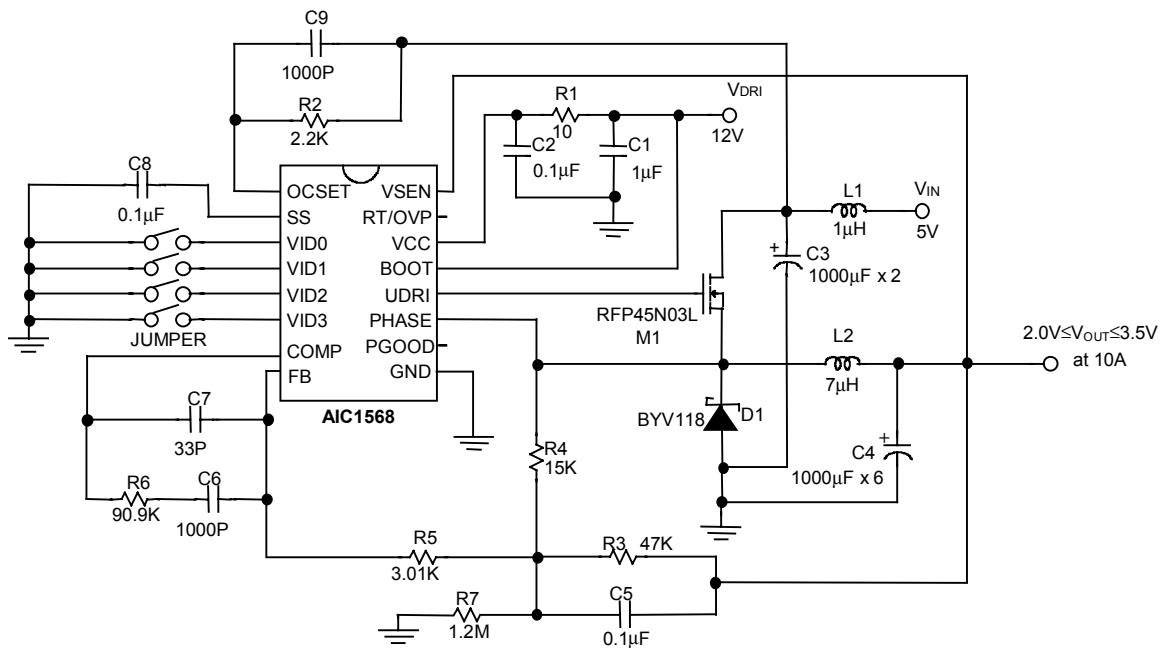 C9
1000P
R2
2.2K
V_DRI
R1
10
12V
C2
0.1μF
C1
1μF
C8
0.1μF
OCSET
SS
VID0
VID1
VID2
VID3
COMP
FB
VSEN
RT/OVP
VCC
BOOT
UDRI
PHASE
PGOOD
GND
AIC1568
JUMPER
L1
1μH
V_IN
5V
C3
1000μF x 2
RFP45N03L
M1
L2
7μH
2.0V≤V_OUT≤3.5V
at 10A
BYV118
D1
C4
1000μF x 6
C7
33P
R6
90.9K
C6
1000P
R4
15K
R5
3.01K
R3 47K
R7
1.2M
C5
0.1μF